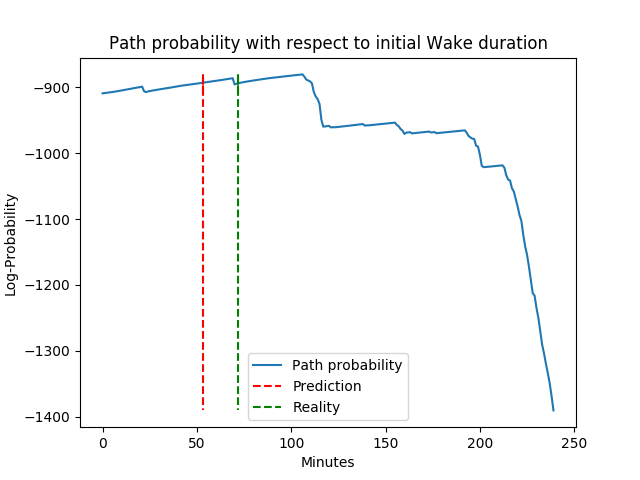 Path probability with respect to initial Wake duration
Log-Probability
−900
−1000
−1100
−1200
−1300
−1400
0 50 100 150 200 250
Minutes
Path probability
Prediction
Reality